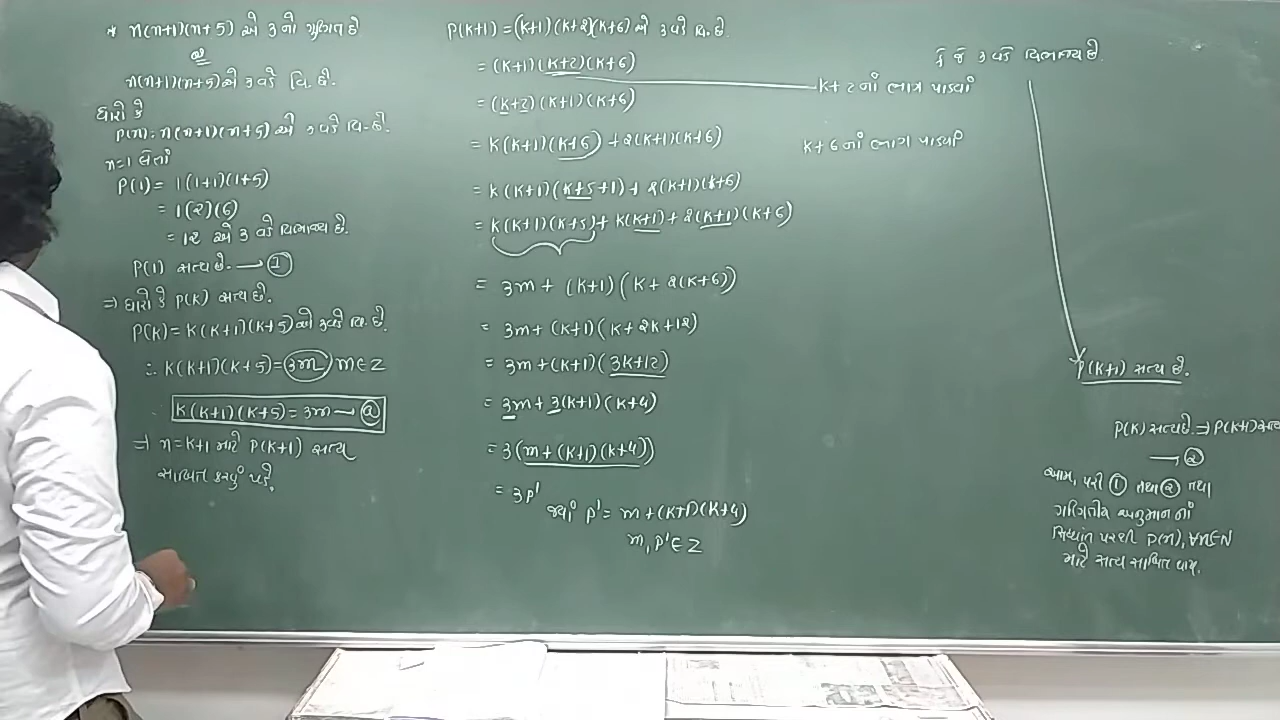 * n(n+1)(n+5) એ 3 નો ગુણિત છે
n(n+1)(n+5) એ 3 વડે વિ. છે.
ધારો કે
P(n): n(n+1)(n+5) એ 3 વડે વિ. છે.
n=1 લેતાં
P(1) = 1(1+1)(1+5)
= 1(2)(6)
= 12 એ 3 વડે વિભાજ્ય છે.
P(1) સત્ય છે. → ①
⇒ ધારો કે P(k) સત્ય છે.
P(k) = k(k+1)(k+5) એ 3 વડે વિ. છે.
∴ k(k+1)(k+5) = 3m, m∈Z
k(k+1)(k+5) = 3m → ⓐ
⇒ n=k+1 માટે P(k+1) સત્ય
સાબિત કરવું પડે.
P(k+1) = (k+1)(k+2)(k+6) એ 3 વડે વિ. છે.
= (k+1)(k+2)(k+6)
k+2 નાં ભાગ પાડ્યાં
= (k+2)(k+1)(k+6)
= k(k+1)(k+6) + 2(k+1)(k+6)
k+6 નાં ભાગ પાડ્યાં
= k(k+1)(k+5+1) + 2(k+1)(k+6)
= k(k+1)(k+5) + k(k+1) + 2(k+1)(k+6)
= 3m + (k+1)(k + 2(k+6))
= 3m + (k+1)(k + 2k+12)
= 3m + (k+1)(3k+12)
= 3m + 3(k+1)(k+4)
= 3(m + (k+1)(k+4))
= 3p'
જ્યાં p' = m + (k+1)(k+4)
m, p' ∈ Z
જે 3 વડે વિભાજ્ય છે.
P(k+1) સત્ય છે.
P(k) સત્ય છે ⇒ P(k+1) સત્ય
→ ②
આમ, પરી ① તથા ② તથા
ગણિતીય અનુમાન નાં
સિધ્ધાંત પરથી P(n), ∀n∈N
માટે સત્ય સાબિત થાય.